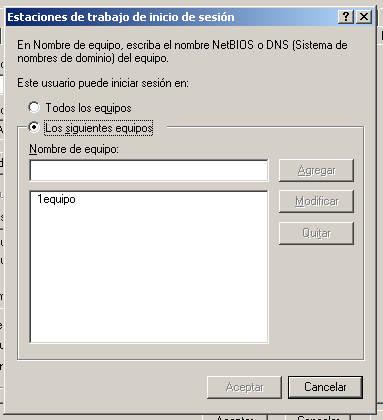 Estaciones de trabajo de inicio de sesión
En Nombre de equipo, escriba el nombre NetBIOS o DNS (Sistema
de nombres de dominio) del equipo.
Este usuario puede iniciar sesión en:
Todos los equipos
Los siguientes equipos
Nombre de equipo:
Agregar
1equipo
Modificar
Quitar
Aceptar
Cancelar